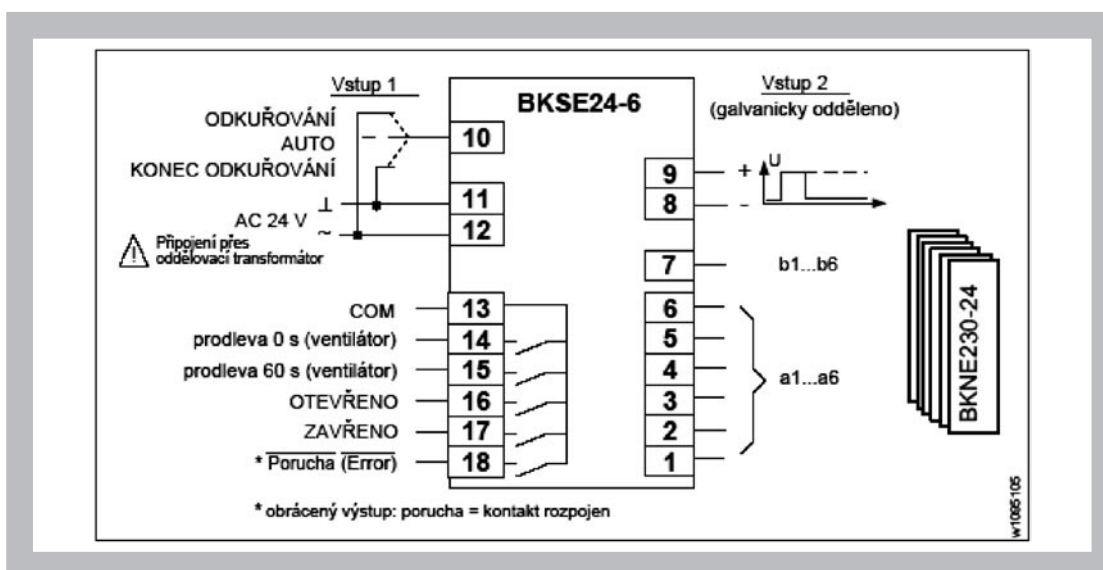 Vstup 1
BKSE24-6
Vstup 2
(galvanicky odděleno)
ODKUŘOVÁNÍ
AUTO
KONEC ODKUŘOVÁNÍ
10
11
12
⊥
AC 24 V
~
Připojení přes
oddělovací transformátor
9
8
+
-
U
7
b1...b6
COM
13
prodleva 0 s (ventilátor)
14
prodleva 60 s (ventilátor)
15
OTEVŘENO
16
ZAVŘENO
17
* Porucha (Error)
18
6
5
4
3
2
1
a1...a6
BKNE230-24
* obrácený výstup: porucha = kontakt rozpojen
w1095105